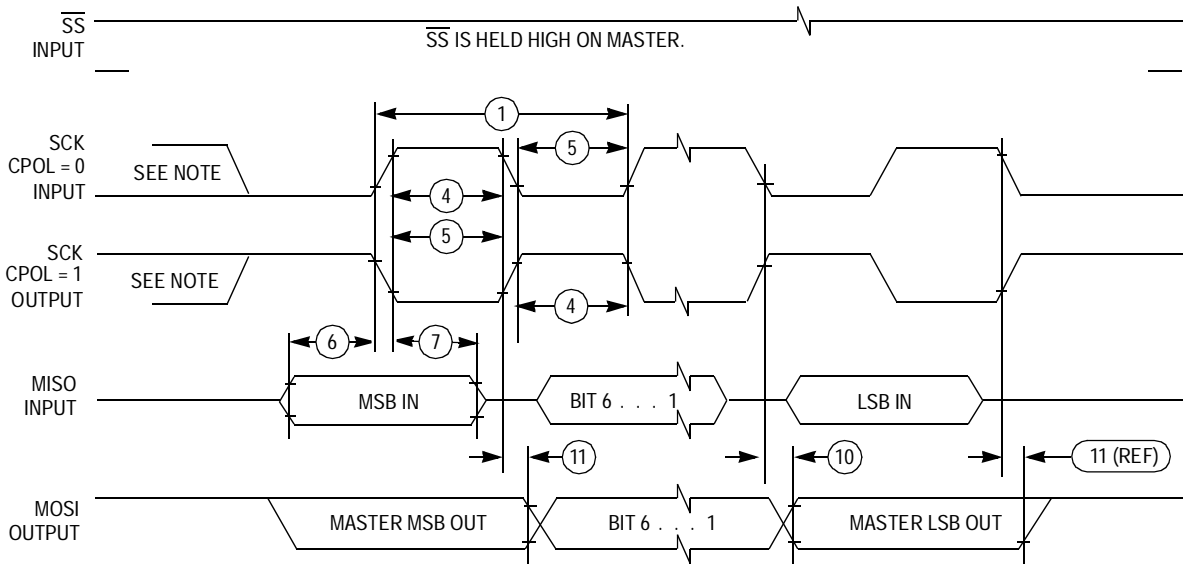 SS
INPUT
SS IS HELD HIGH ON MASTER.
1
SCK
CPOL = 0
INPUT
SEE NOTE
5
4
5
SCK
CPOL = 1
OUTPUT
SEE NOTE
4
6
7
MISO
INPUT
MSB IN
BIT 6 . . . 1
LSB IN
11
10
11 (REF)
MOSI
OUTPUT
MASTER MSB OUT
BIT 6 . . . 1
MASTER LSB OUT